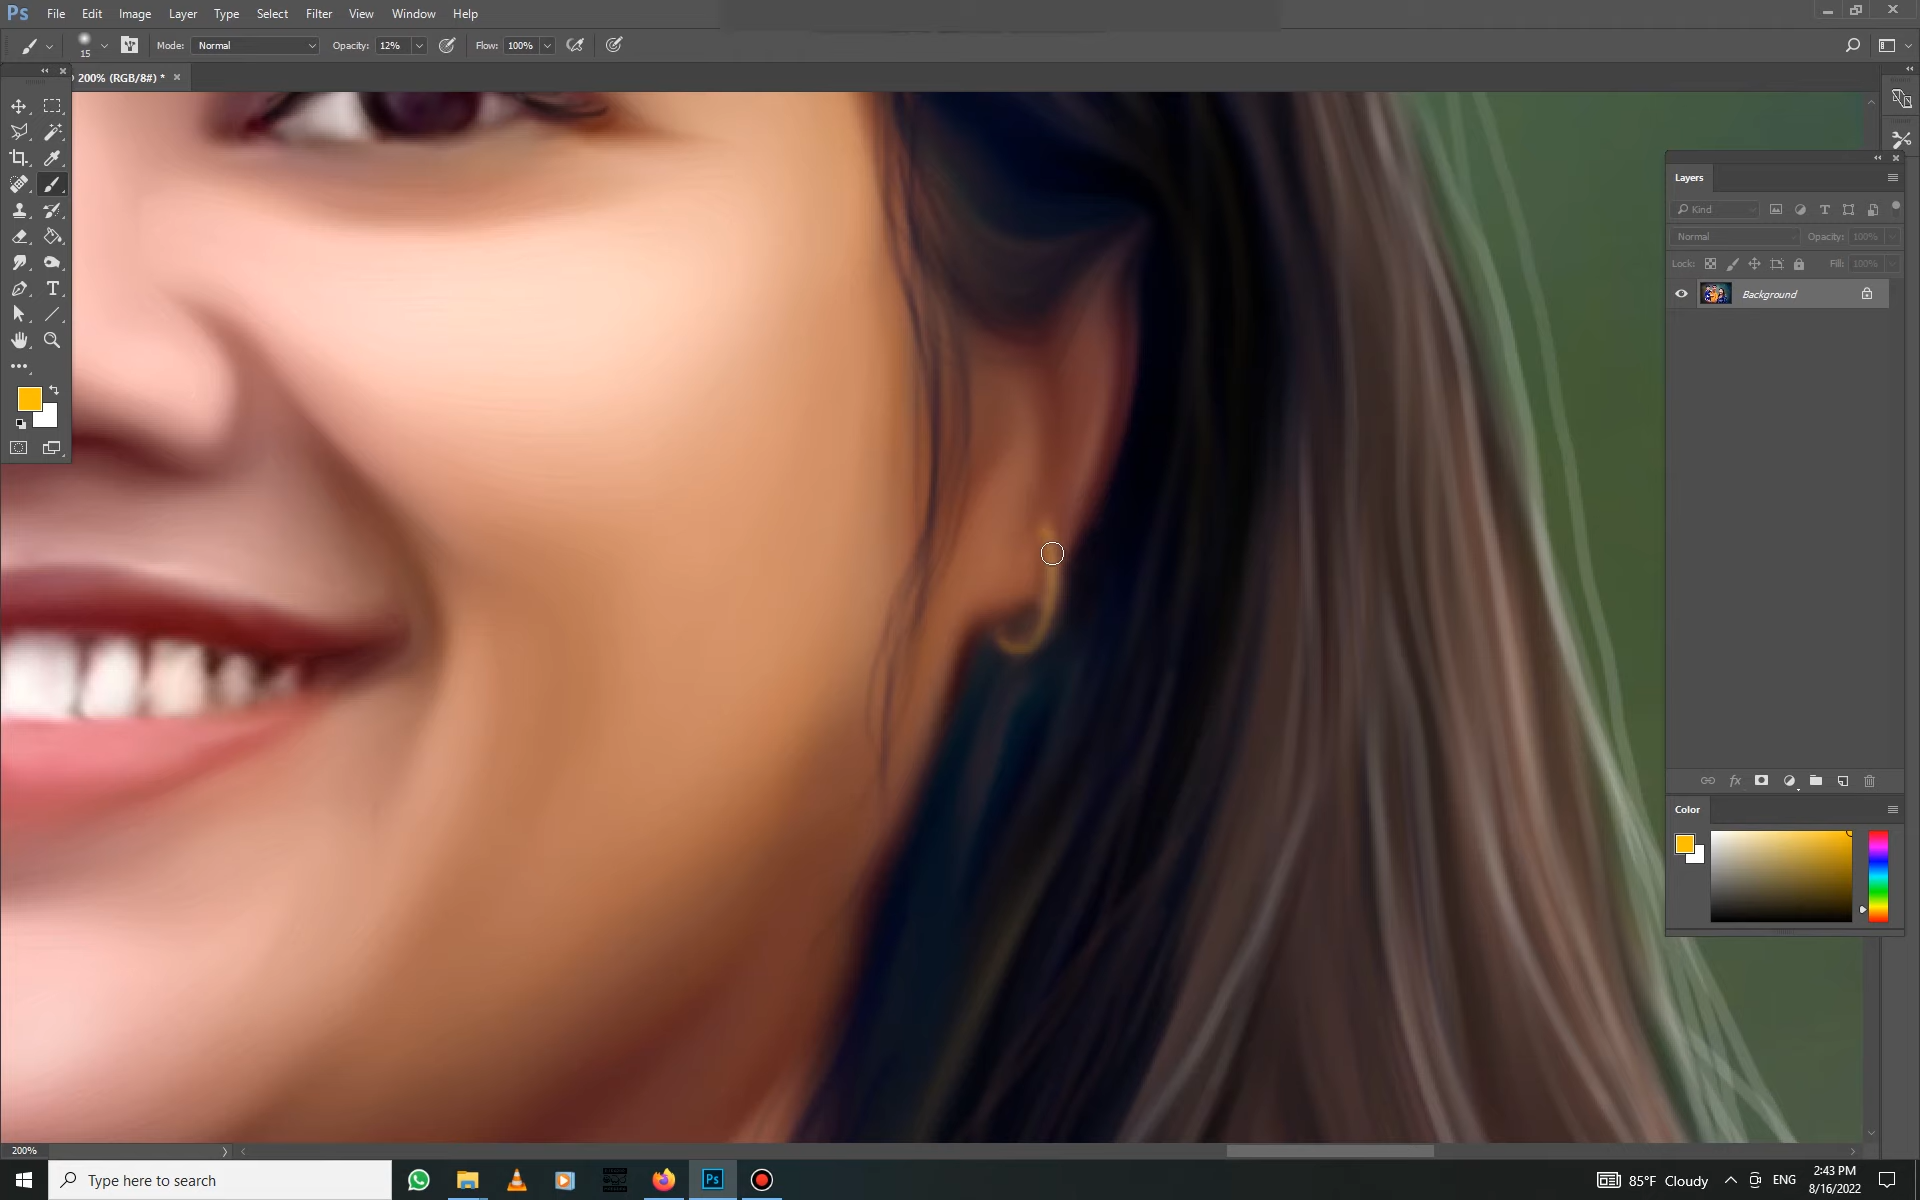 Ps File Edit Image Layer Type Select Filter View Window Help
15 Mode: Normal Opacity: 12% Flow: 100%
200% (RGB/8#) *
Layers
Kind
Normal Opacity: 100%
Lock: Fill: 100%
Background
fx
Color
200%
Type here to search
Ps
85°F Cloudy
ENG
2:43 PM
8/16/2022